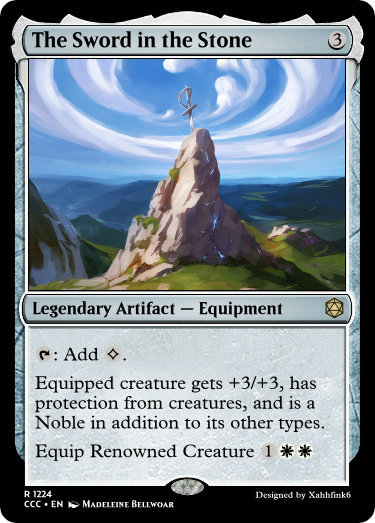 The Sword in the Stone 3
Legendary Artifact — Equipment
: Add .
Equipped creature gets +3/+3, has
protection from creatures, and is a
Noble in addition to its other types.
Equip Renowned Creature 1
R 1224
CCC • EN Madeleine Bellwoar
Designed by Xahhfink6